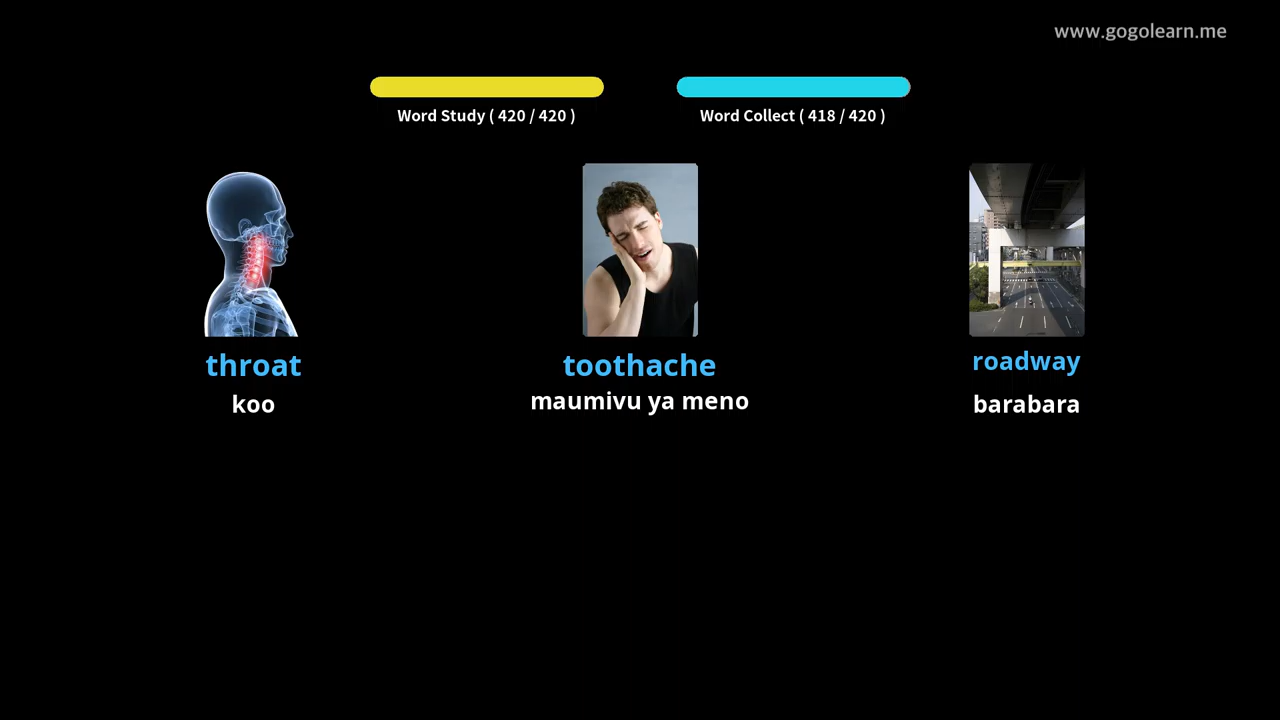 www.gogolearn.me
Word Study ( 420 / 420 )
Word Collect ( 418 / 420 )
throat
koo
toothache
maumivu ya meno
roadway
barabara